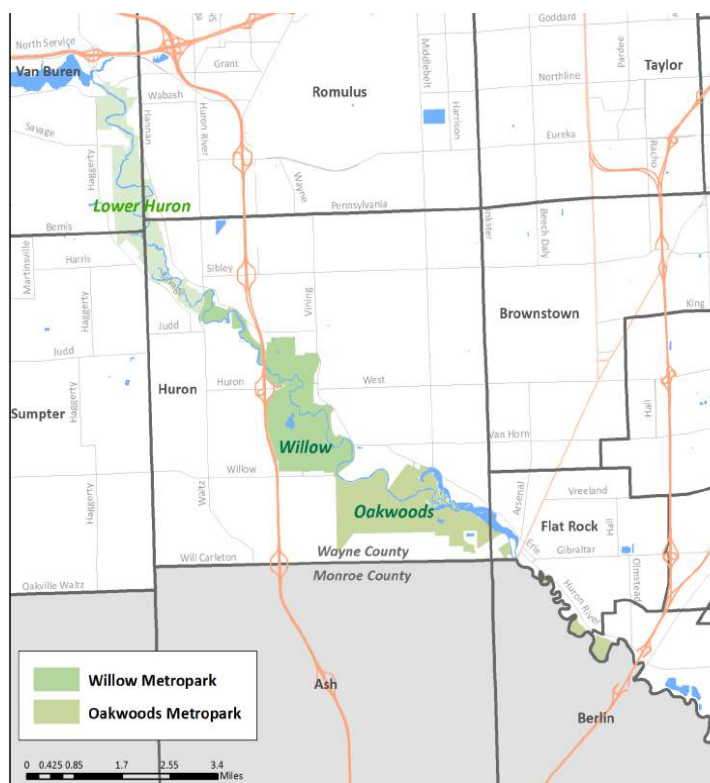 North Service
Van Buren
Grant
Wabash
Romulus
Middlebelt
Harrison
Goddard
Pardee
Taylor
Northline
Savage
Haggerty
Hannan
Huron River
Eureka
Racho
Wayne
Lower Huron
Pennsylvania
Inkster
Beech Daly
Bemis
Martinsville
Harris
Haggerty
Savage
Sibley
Vining
Brownstown
King
Judd
Judd
Huron
Huron
West
Haggerty
Sumpter
Hall
Willow
Van Horn
Willow
Waltz
Haggerty
Oakwoods
Arsenal
Vreeland
Flat Rock
Hall
Erie
Gibraltar
Will Carleton
Wayne County
Monroe County
Oakville Waltz
Huron River
Olmstead
Willow Metropark
Oakwoods Metropark
Ash
Berlin
0 0.425 0.85 1.7 2.55 3.4
Miles